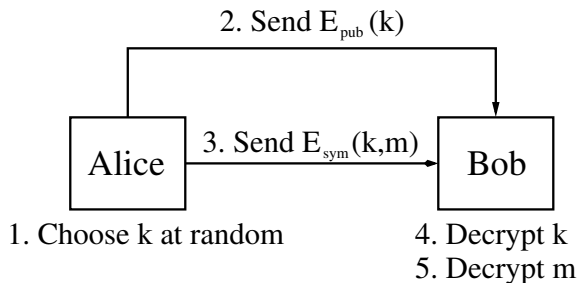 2. Send E_pub (k)
Alice
3. Send E_sym (k,m)
Bob
1. Choose k at random
4. Decrypt k
5. Decrypt m